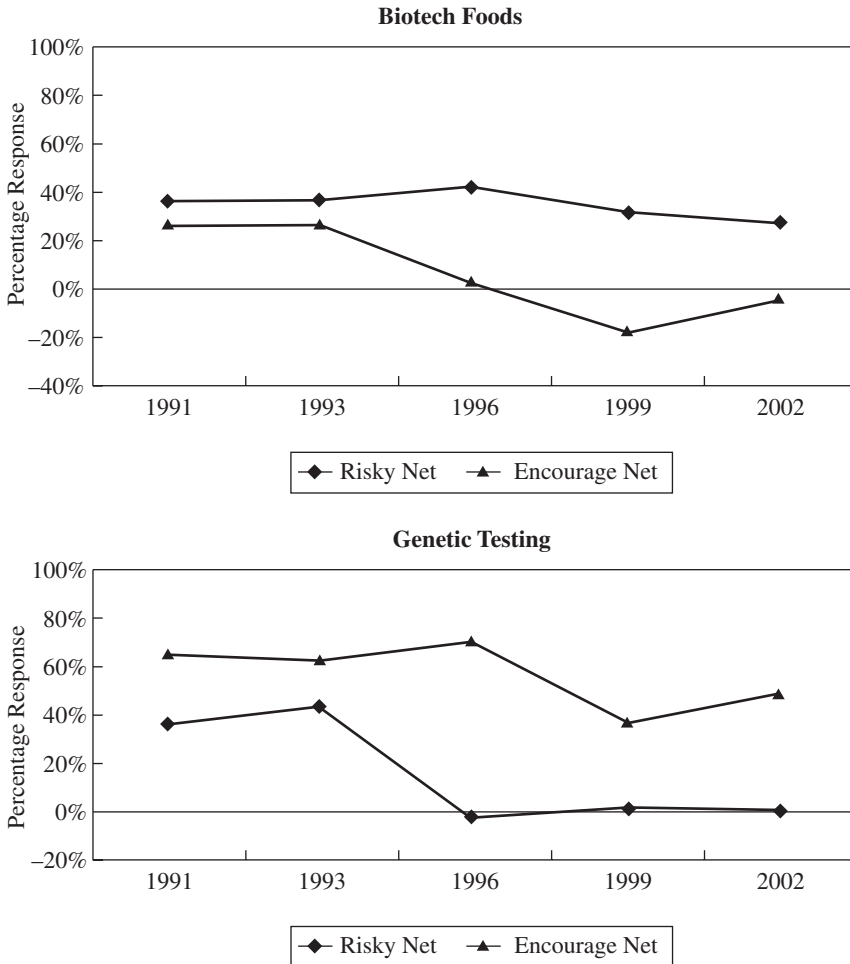 Biotech Foods
Percentage Response
100%
80%
60%
40%
20%
0%
–20%
–40%
1991 1993 1996 1999 2002
Risky Net Encourage Net
Genetic Testing
Percentage Response
100%
80%
60%
40%
20%
0%
–20%
1991 1993 1996 1999 2002
Risky Net Encourage Net